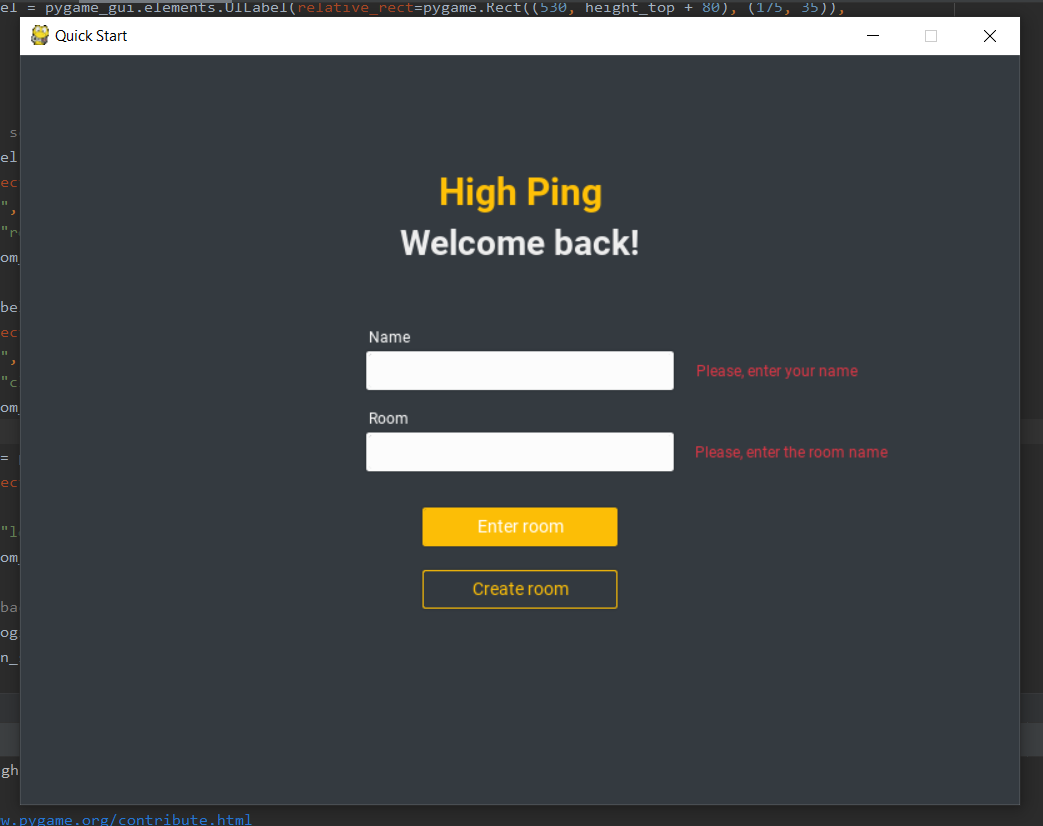 el = pygame_gui.elements.UILabel(relative_rect=pygame.Rect((530, height_top + 80), (175, 35)),
Quick Start
High Ping
Welcome back!
Name
Please, enter your name
Room
Please, enter the room name
Enter room
Create room
el
ec
",
"r
om_
be
ec
",
"c
om_
=
ec
"l
om_
ba
og
n_
gh
w.pygame.org/contribute.html